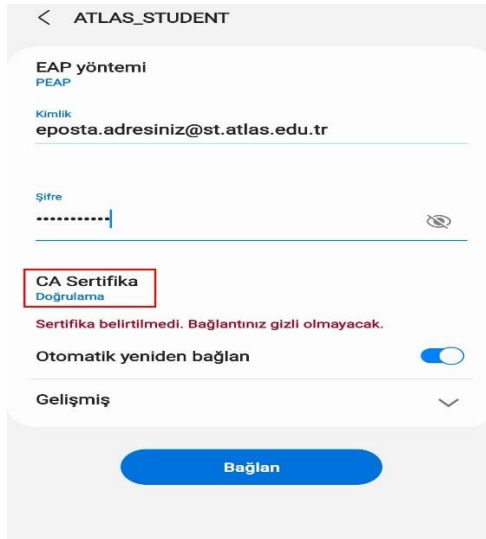 ATLAS_STUDENT
EAP yöntemi
PEAP
Kimlik
eposta.adresiniz@st.atlas.edu.tr
Şifre
•••••••••••
CA Sertifika
Doğrulama
Sertifika belirtilmedi. Bağlantınız gizli olmayacak.
Otomatik yeniden bağlan
Gelişmiş
Bağlan